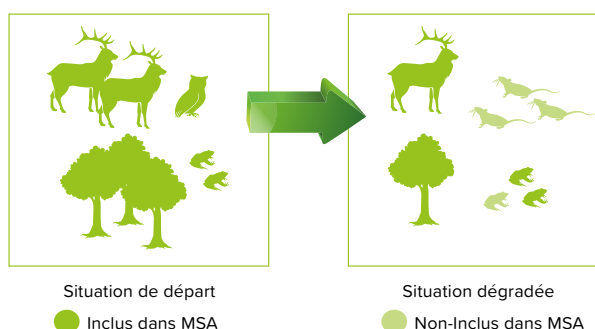 Situation de départ
Situation dégradée
Inclus dans MSA
Non-Inclus dans MSA